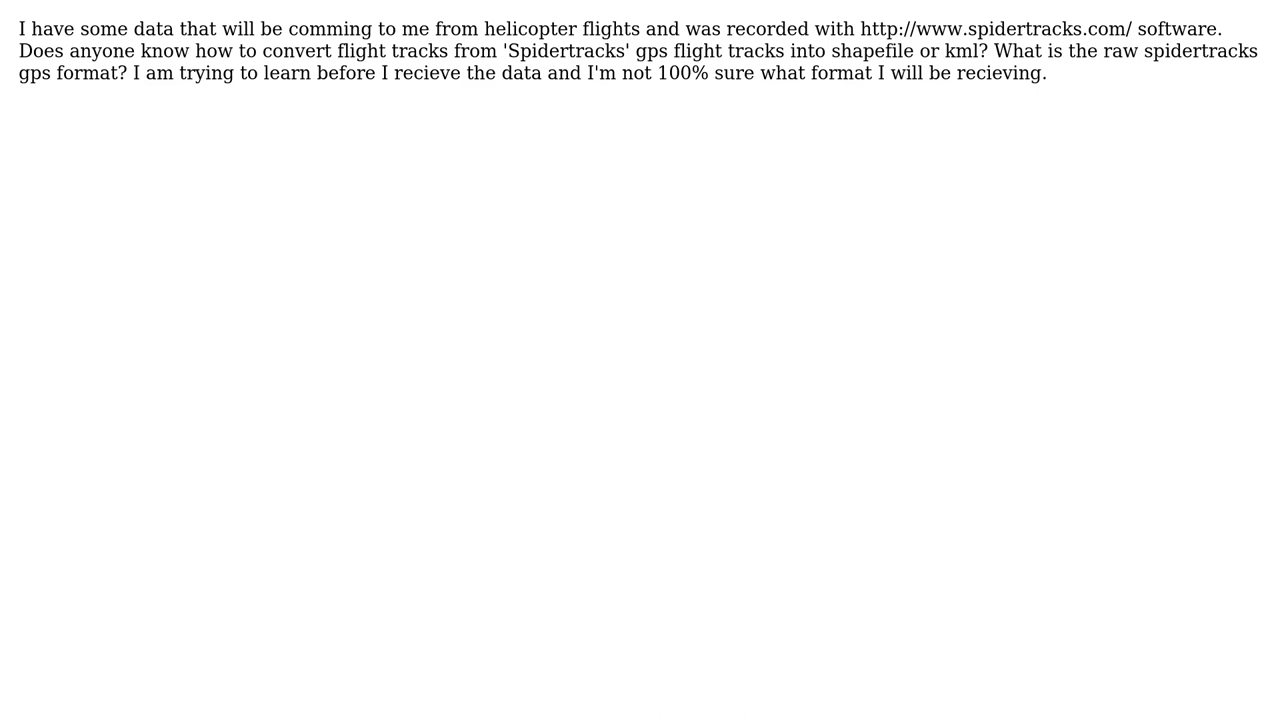 I have some data that will be comming to me from helicopter flights and was recorded with http://www.spidertracks.com/ software.
Does anyone know how to convert flight tracks from 'Spidertracks' gps flight tracks into shapefile or kml? What is the raw spidertracks
gps format? I am trying to learn before I recieve the data and I'm not 100% sure what format I will be recieving.